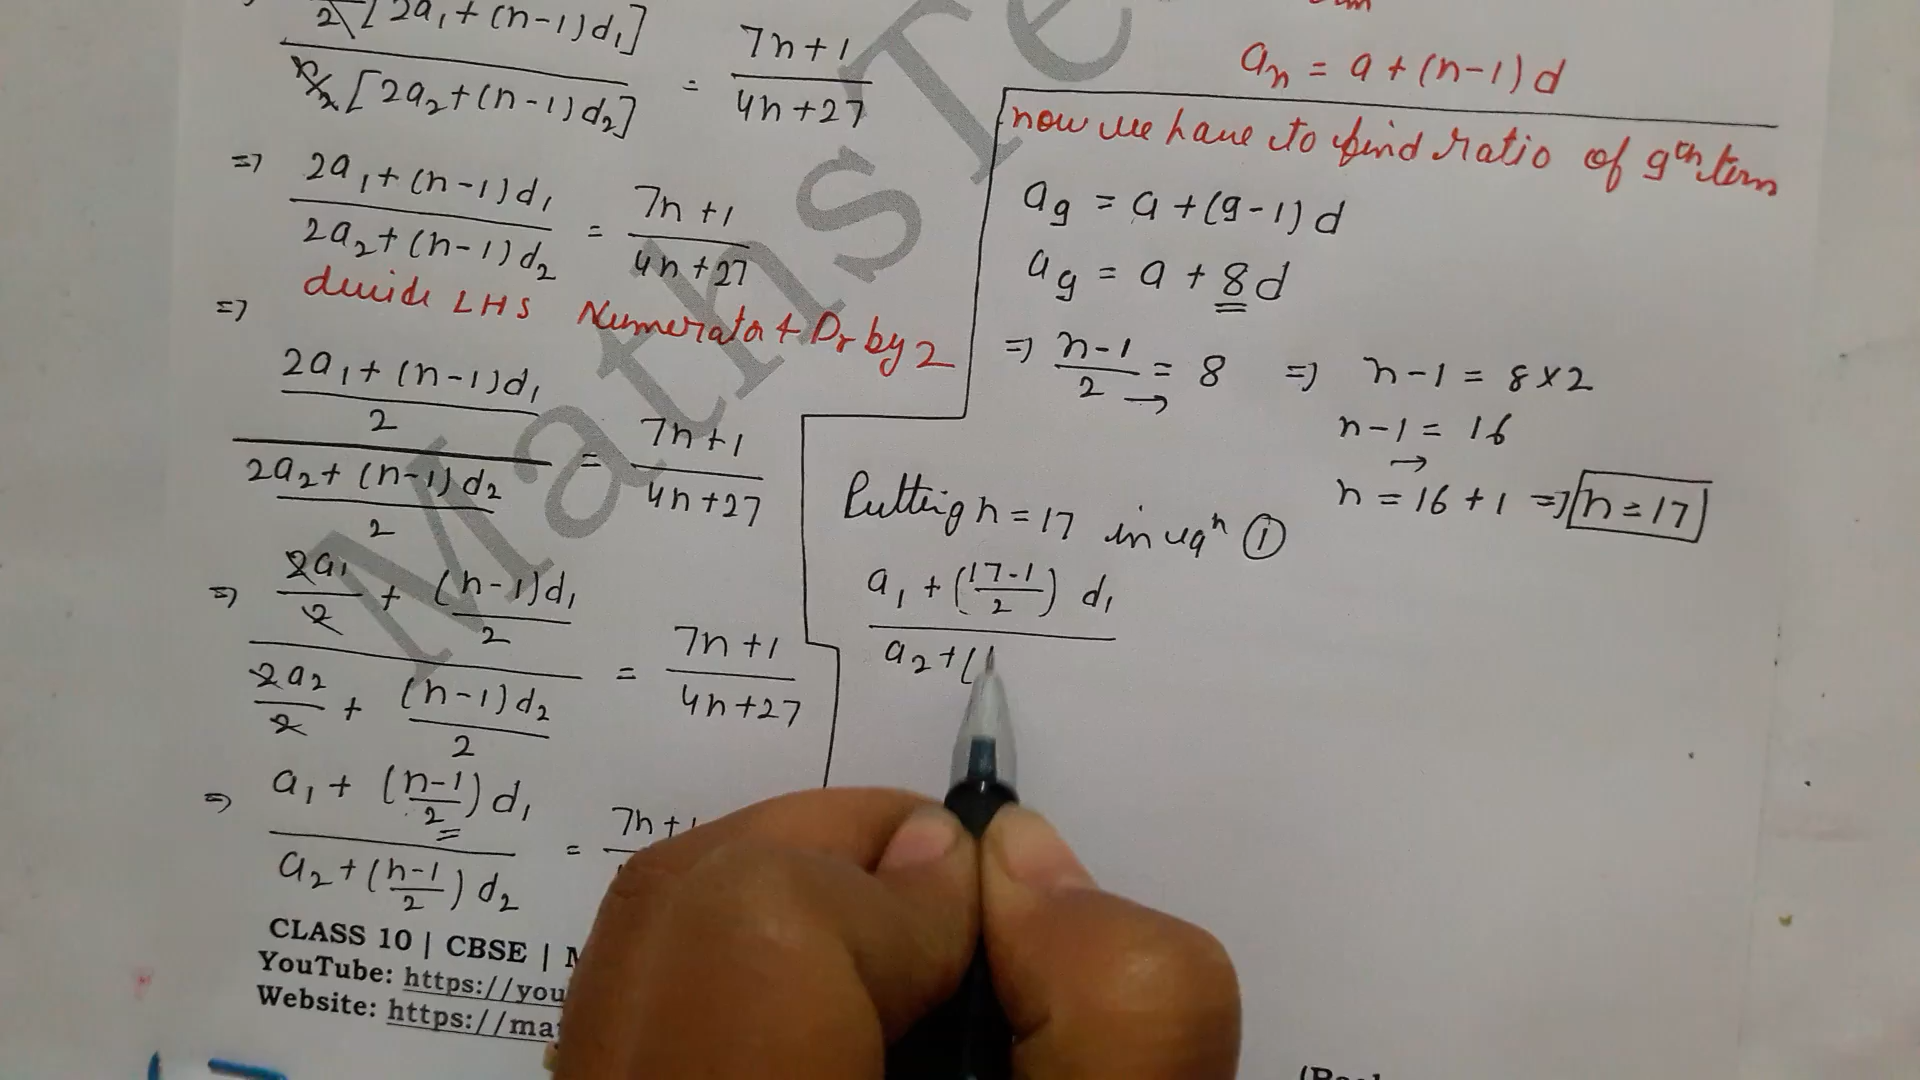 2 [2a₁ + (n-1)d₁]
n/2 [2a₂ + (n-1)d₂] = 7n+1 / 4n+27
=> 2a₁ + (n-1)d₁ / 2a₂ + (n-1)d₂ = 7n+1 / 4n+27
=> divide LHS Numerator + Dr by 2
2a₁ + (n-1)d₁ / 2
2a₂ + (n-1)d₂ / 2 = 7n+1 / 4n+27
=> 2a₁/2 + (n-1)d₁/2
2a₂/2 + (n-1)d₂/2 = 7n+1 / 4n+27
=> a₁ + (n-1/2) d₁
a₂ + (n-1/2) d₂ = 7n+1
CLASS 10 | CBSE |
YouTube: https://you
Website: https://ma
aₙ = a + (n-1) d
now we have to find ratio of 9th term
a₉ = a + (9-1) d
a₉ = a + 8d
=> n-1/2 = 8 => n-1 = 8×2
n-1 = 16
n = 16 + 1 => n = 17
Putting n = 17 in eqⁿ ①
a₁ + (17-1/2) d₁
a₂ + (
Maths Te